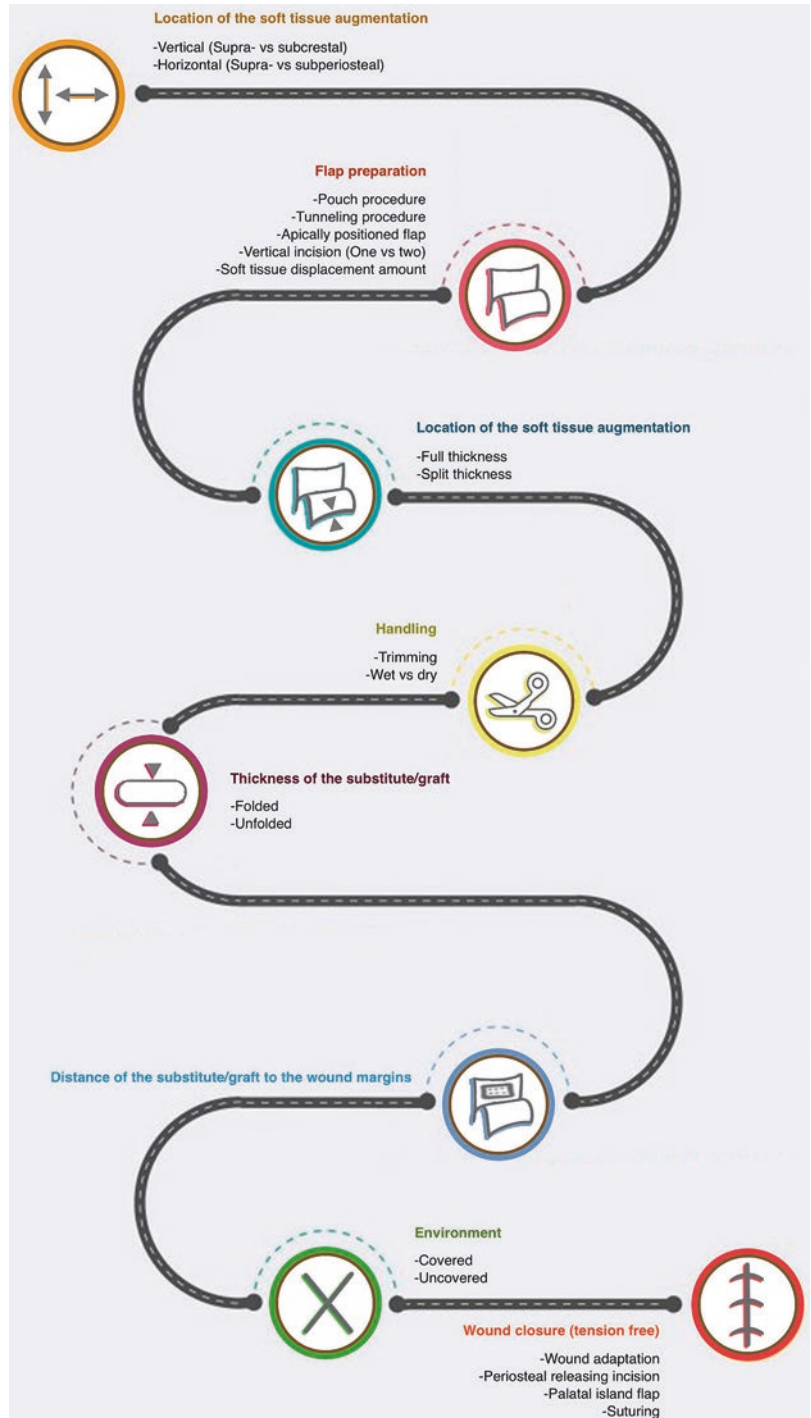 Location of the soft tissue augmentation
-Vertical (Supra- vs subcrestal)
-Horizontal (Supra- vs subperiosteal)
Flap preparation
-Pouch procedure
-Tunneling procedure
-Apically positioned flap
-Vertical incision (One vs two)
-Soft tissue displacement amount
Location of the soft tissue augmentation
-Full thickness
-Split thickness
Handling
-Trimming
-Wet vs dry
Thickness of the substitute/graft
-Folded
-Unfolded
Distance of the substitute/graft to the wound margins
Environment
-Covered
-Uncovered
Wound closure (tension free)
-Wound adaptation
-Periosteal releasing incision
-Palatal island flap
-Suturing